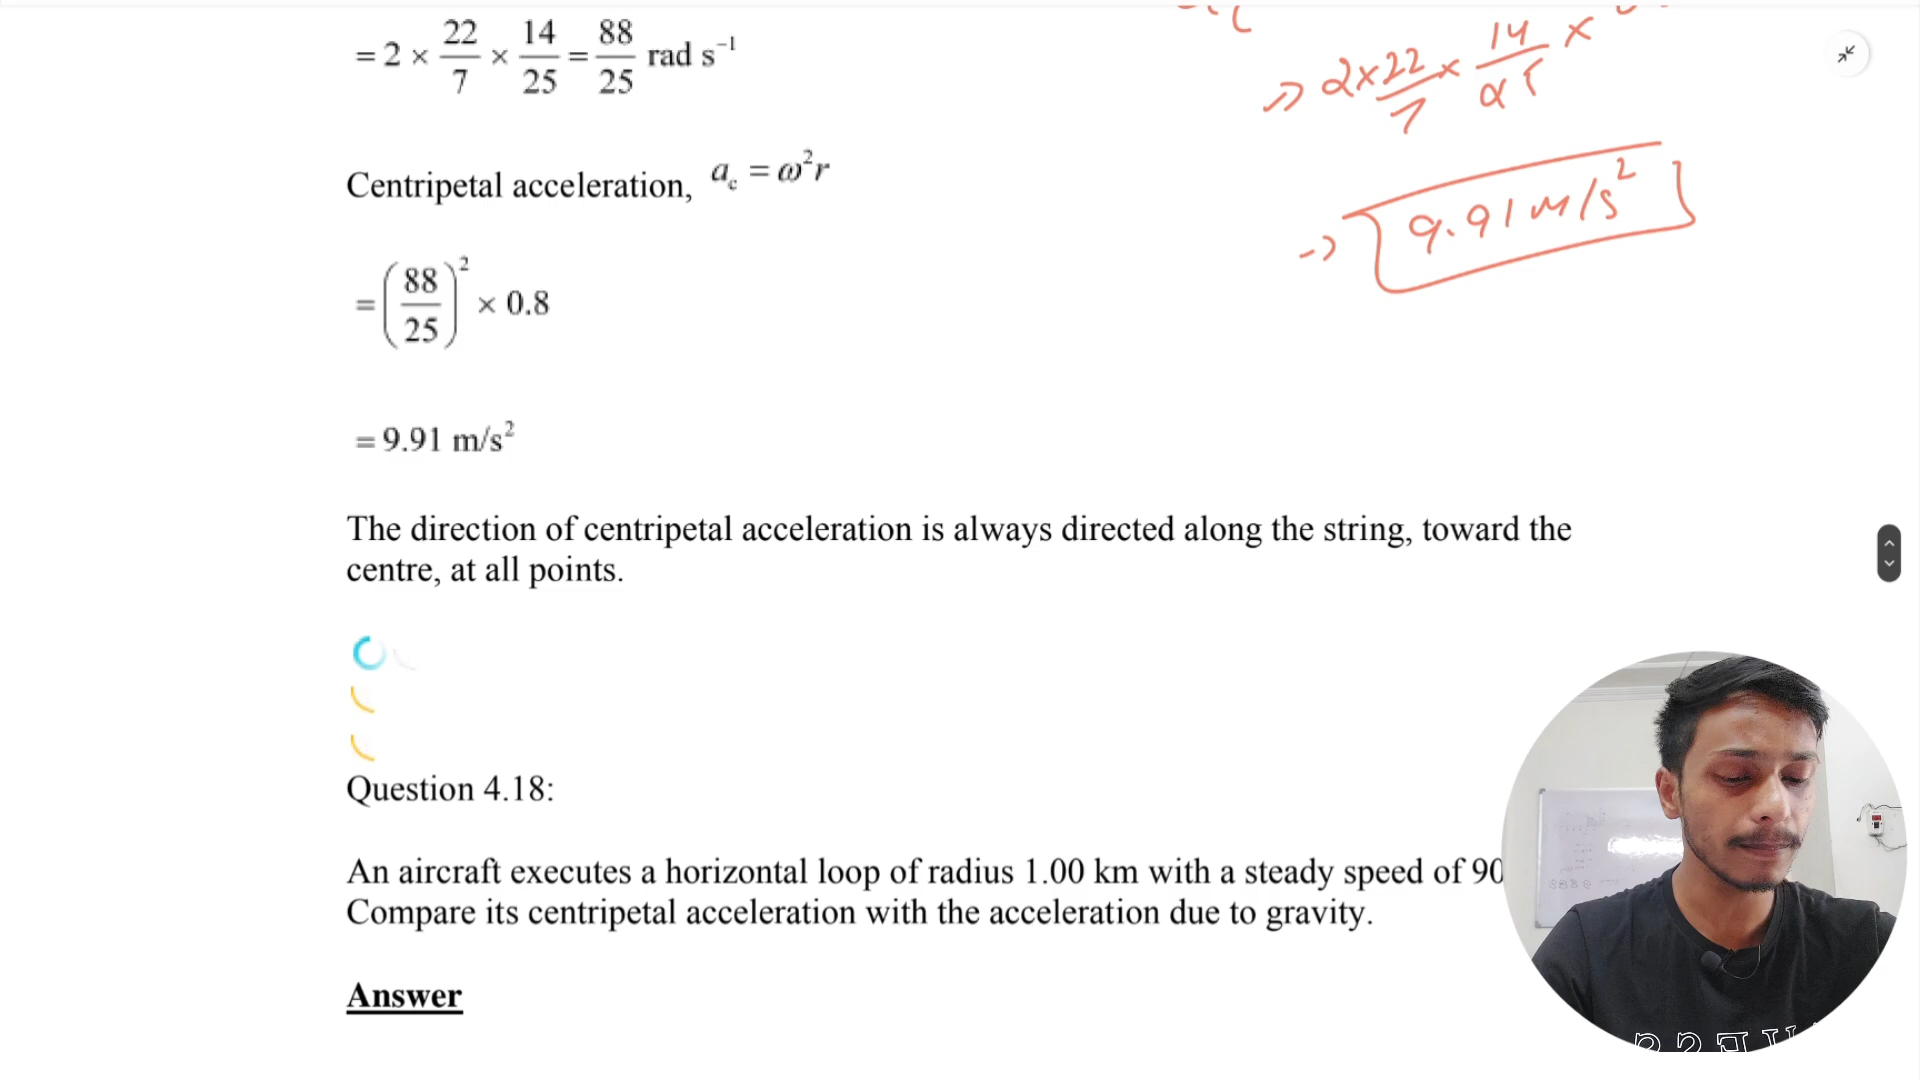 = 2 × 22/7 × 14/25 = 88/25 rad s⁻¹
⇒ 2×22/7 × 14/25 ×
Centripetal acceleration, a_c = ω²r
→ 9.91 m/s²
= (88/25)² × 0.8
= 9.91 m/s²
The direction of centripetal acceleration is always directed along the string, toward the
centre, at all points.
Question 4.18:
An aircraft executes a horizontal loop of radius 1.00 km with a steady speed of 90
Compare its centripetal acceleration with the acceleration due to gravity.
Answer